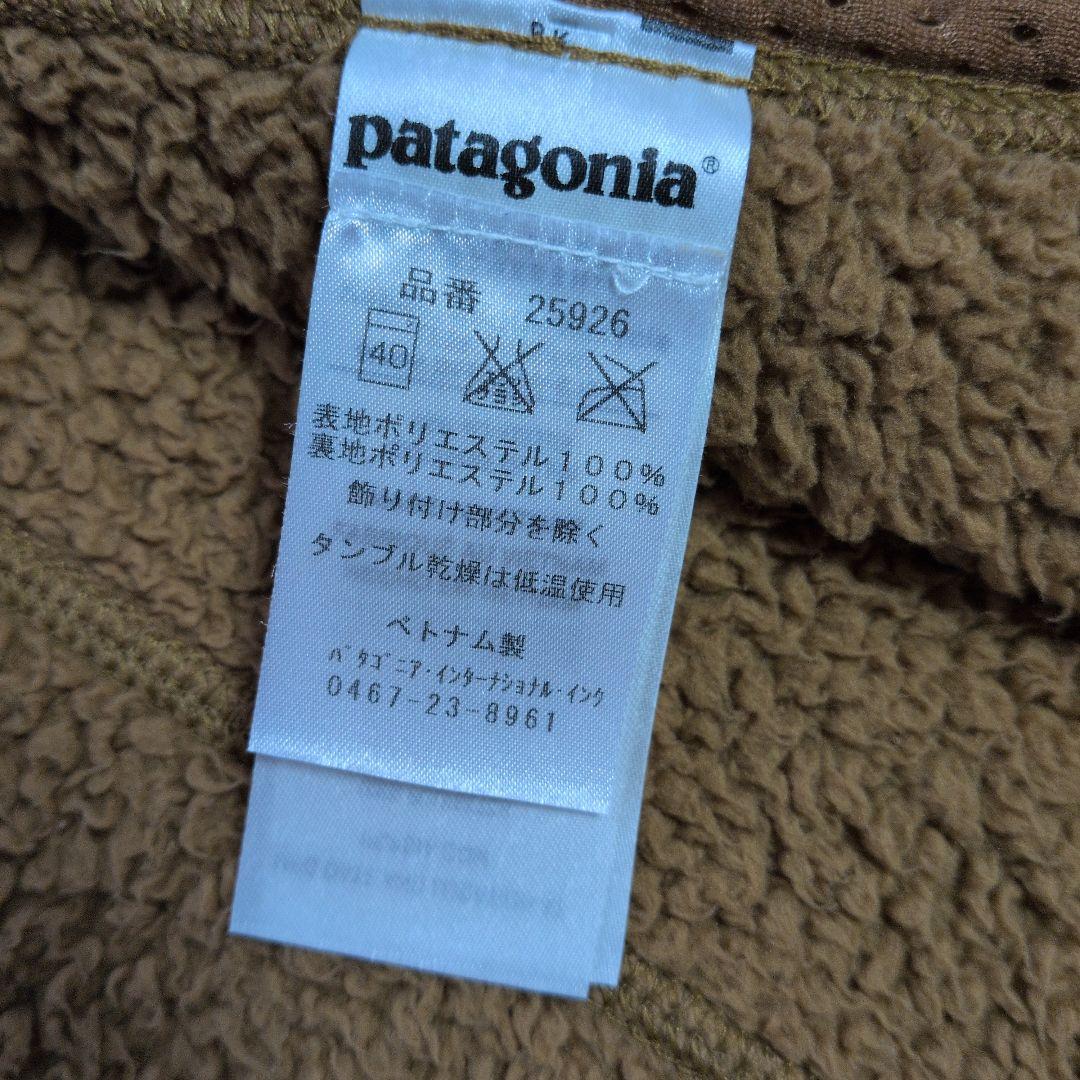 patagonia®
品番 25926
40
表地ポリエステル100%
裏地ポリエステル100%
飾り付け部分を除く
タンブル乾燥は低温使用
ベトナム製
ﾊﾟﾀｺﾞﾆｱ･ｲﾝﾀｰﾅｼｮﾅﾙ･ｲﾝｸ
0467-23-8961